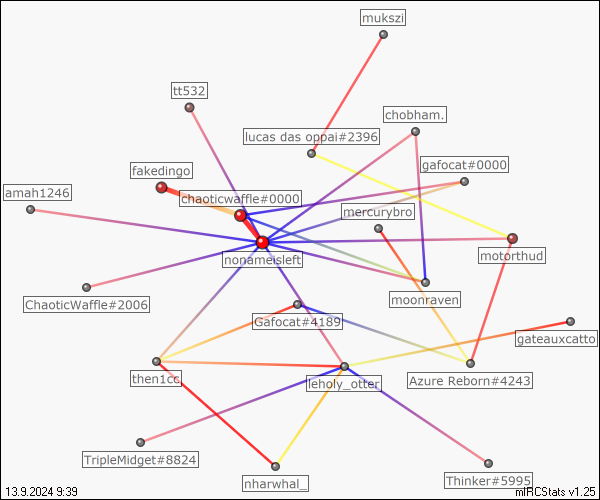 mukszi
tt532
chobham.
lucas das oppai#2396
fakedingo
gafocat#0000
amah1246
chaoticwaffle#0000
mercurybro
nonameisleft
motorthud
ChaoticWaffle#2006
moonraven
Gafocat#4189
gateauxcatto
then1cc
leholy_otter
Azure Reborn#4243
TripleMidget#8824
nharwhal_
Thinker#5995
13.9.2024 9:39
mIRCStats v1.25